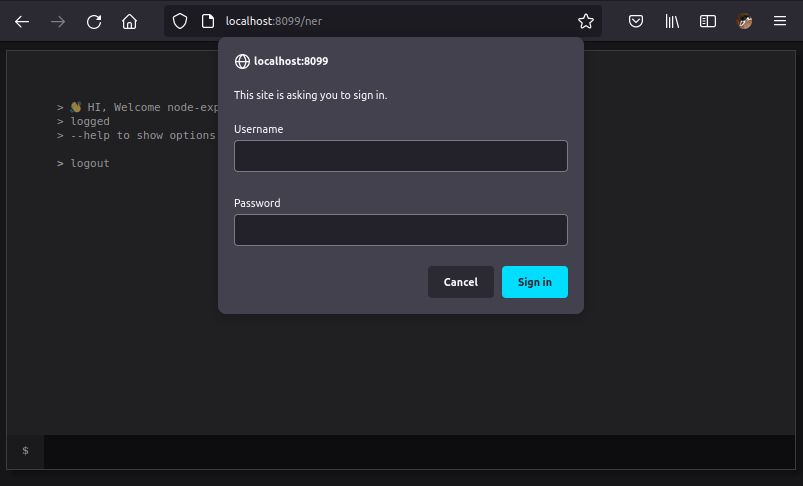 localhost:8099/ner
localhost:8099
This site is asking you to sign in.
Username
Password
Cancel
Sign in
> 👋 HI, Welcome node-exp
> logged
> --help to show options
> logout
$